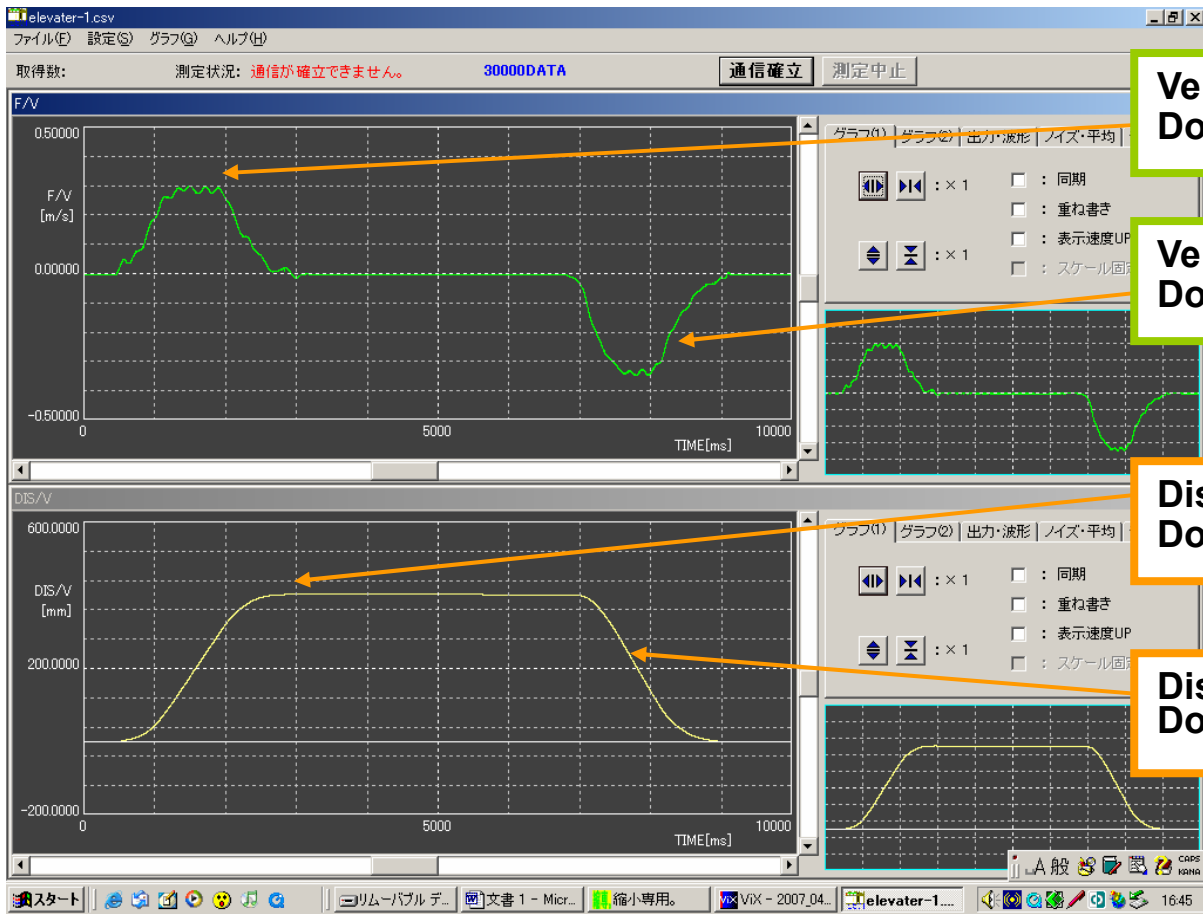 elevater-1.csv
ファイル(F) 設定(S) グラフ(G) ヘルプ(H)
取得数: 測定状況: 通信が確立できません。 30000DATA 通信確立 測定中止
F/V
0.50000
F/V
[m/s]
0.00000
-0.50000
0 5000 10000
TIME[ms]
グラフ(1) グラフ(2) 出力・波形 ノイズ・平均
: × 1 : 同期
: 重ね書き
: 表示速度UP
: × 1 : スケール固
Ve
Do
Ve
Do
DIS/V
600.0000
DIS/V
[mm]
200.0000
-200.0000
0 5000 10000
TIME[ms]
グラフ(1) グラフ(2) 出力・波形 ノイズ・平均
: × 1 : 同期
: 重ね書き
: 表示速度UP
: × 1 : スケール固
Dis
Do
Dis
Do
A 般 CAPS
KANA
スタート リムーバブル デ... 文書 1 - Micr... 縮小専用。 ViX - 2007_04... elevater-1.... 16:45